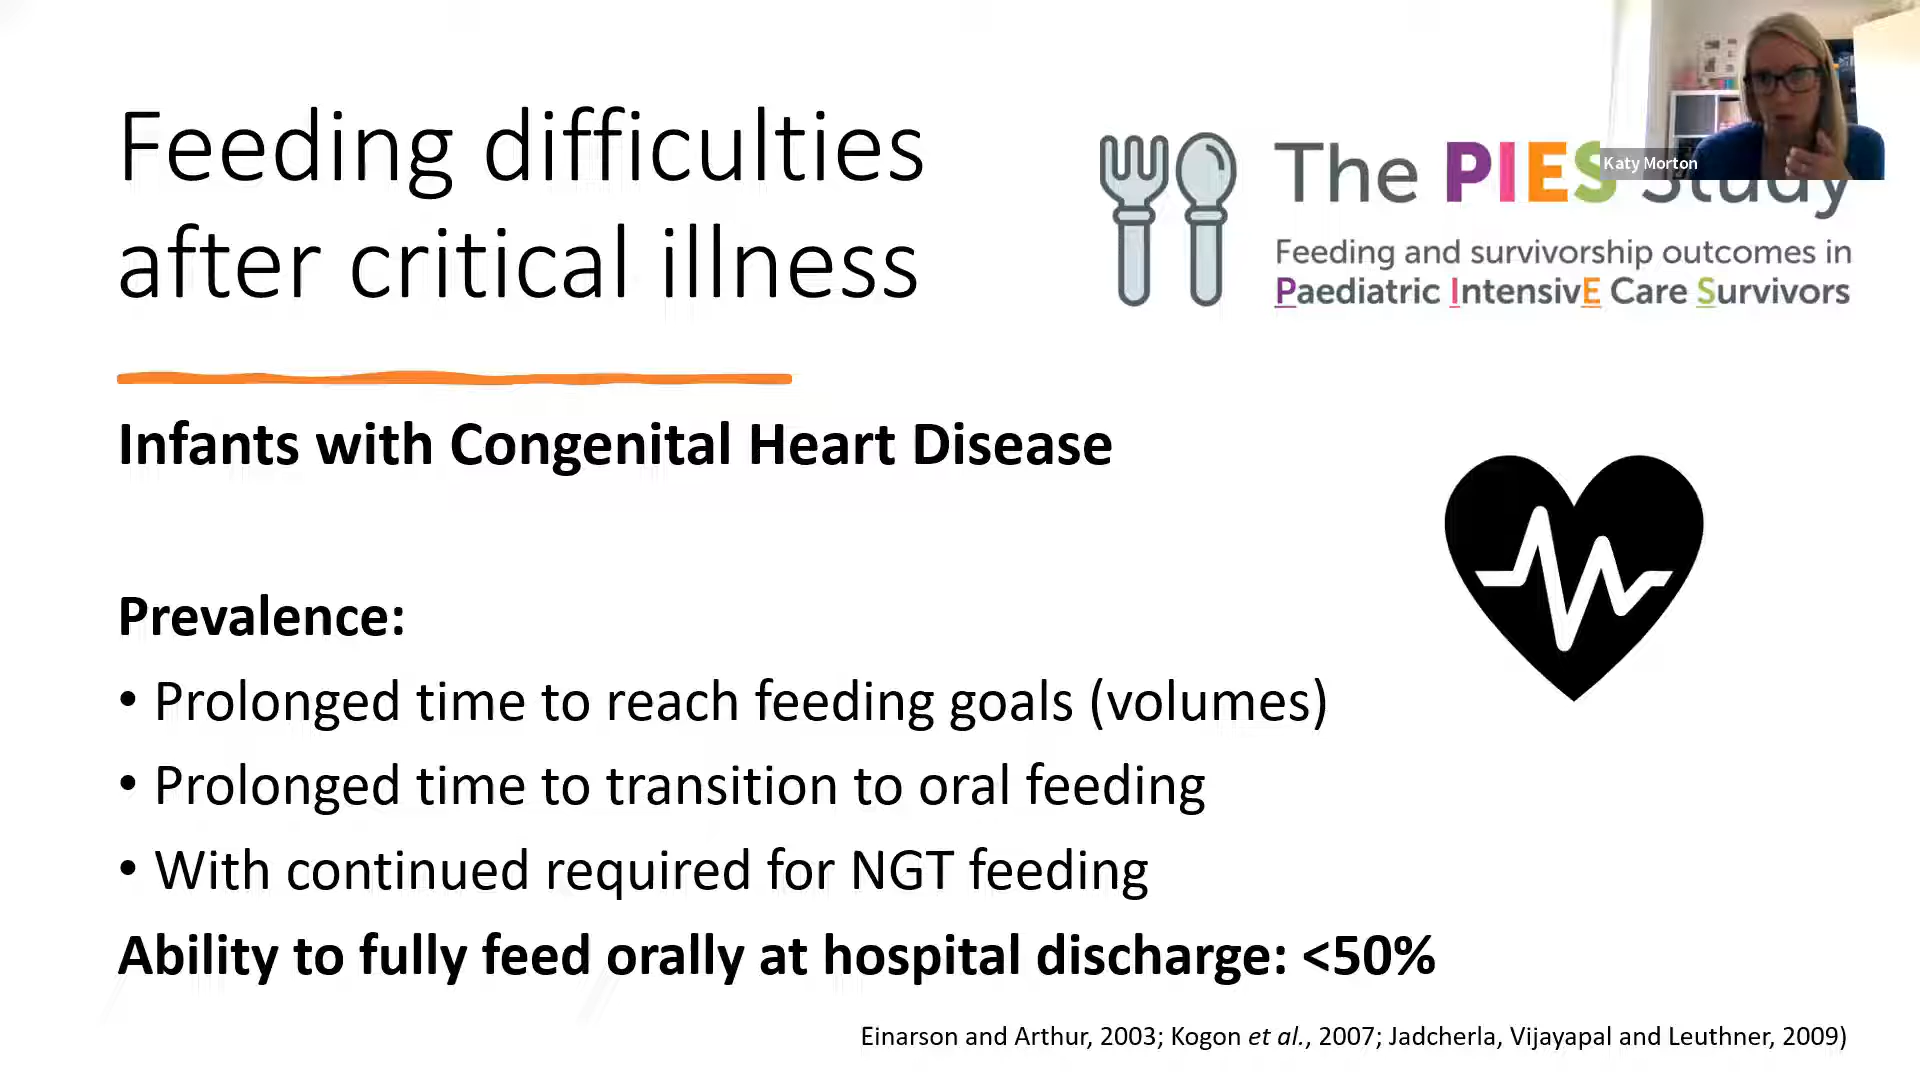 Feeding difficulties
after critical illness
The PIES Study
Katy Morton
Feeding and survivorship outcomes in
Paediatric IntensivE Care Survivors
Infants with Congenital Heart Disease
Prevalence:
• Prolonged time to reach feeding goals (volumes)
• Prolonged time to transition to oral feeding
• With continued required for NGT feeding
Ability to fully feed orally at hospital discharge: <50%
Einarson and Arthur, 2003; Kogon et al., 2007; Jadcherla, Vijayapal and Leuthner, 2009)